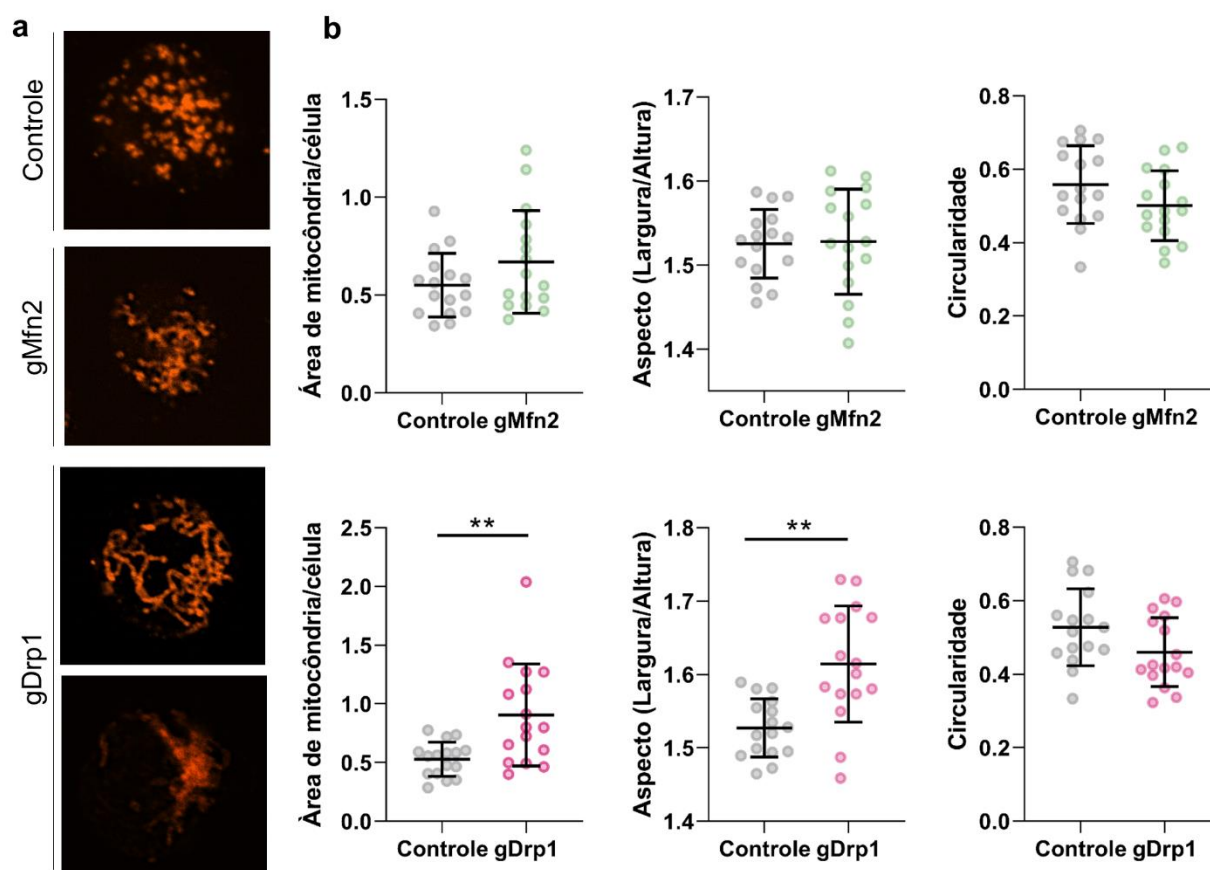 a
Controle
gMfn2
gDrp1
b
Área de mitocôndria/célula
1.5
1.0
0.5
0.0
Controle gMfn2
Aspecto (Largura/Altura)
1.7
1.6
1.5
1.4
Controle gMfn2
Circularidade
0.8
0.6
0.4
0.2
0.0
Controle gMfn2
Àrea de mitocôndria/célula
2.5
2.0
1.5
1.0
0.5
0.0
**
Controle gDrp1
Aspecto (Largura/Altura)
1.8
1.7
1.6
1.5
1.4
**
Controle gDrp1
Circularidade
0.8
0.6
0.4
0.2
0.0
Controle gDrp1